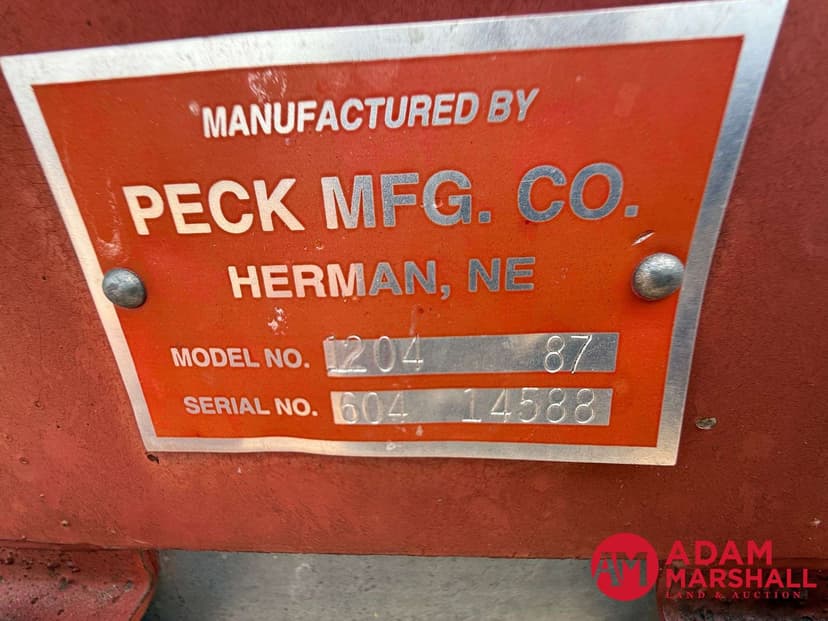 MANUFACTURED BY
PECK MFG. CO.
HERMAN, NE
MODEL NO. 1204 87
SERIAL NO. 604 14588
AM ADAM
MARSHALL
LAND & AUCTION